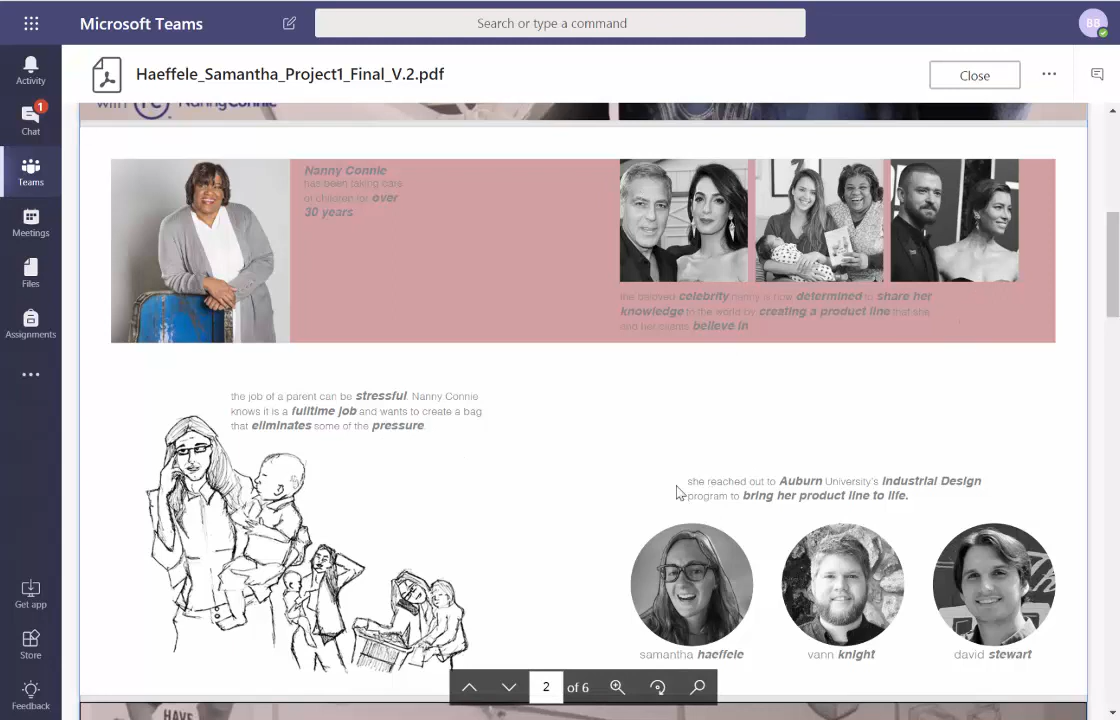 Microsoft Teams
Search or type a command
BB
Activity
Haeffele_Samantha_Project1_Final_V.2.pdf
Close
1
Chat
with NannyConnie
Teams
Nanny Connie
has been taking care
of children for over
30 years
Meetings
Files
the beloved celebrity nanny is now determined to share her
knowledge to the world by creating a product line that she
and her clients believe in
Assignments
the job of a parent can be stressful. Nanny Connie
knows it is a fulltime job and wants to create a bag
that eliminates some of the pressure.
she reached out to Auburn University's Industrial Design
program to bring her product line to life.
Get app
Store
samantha haeffele
vann knight
david stewart
2 of 6
Feedback
HAVE